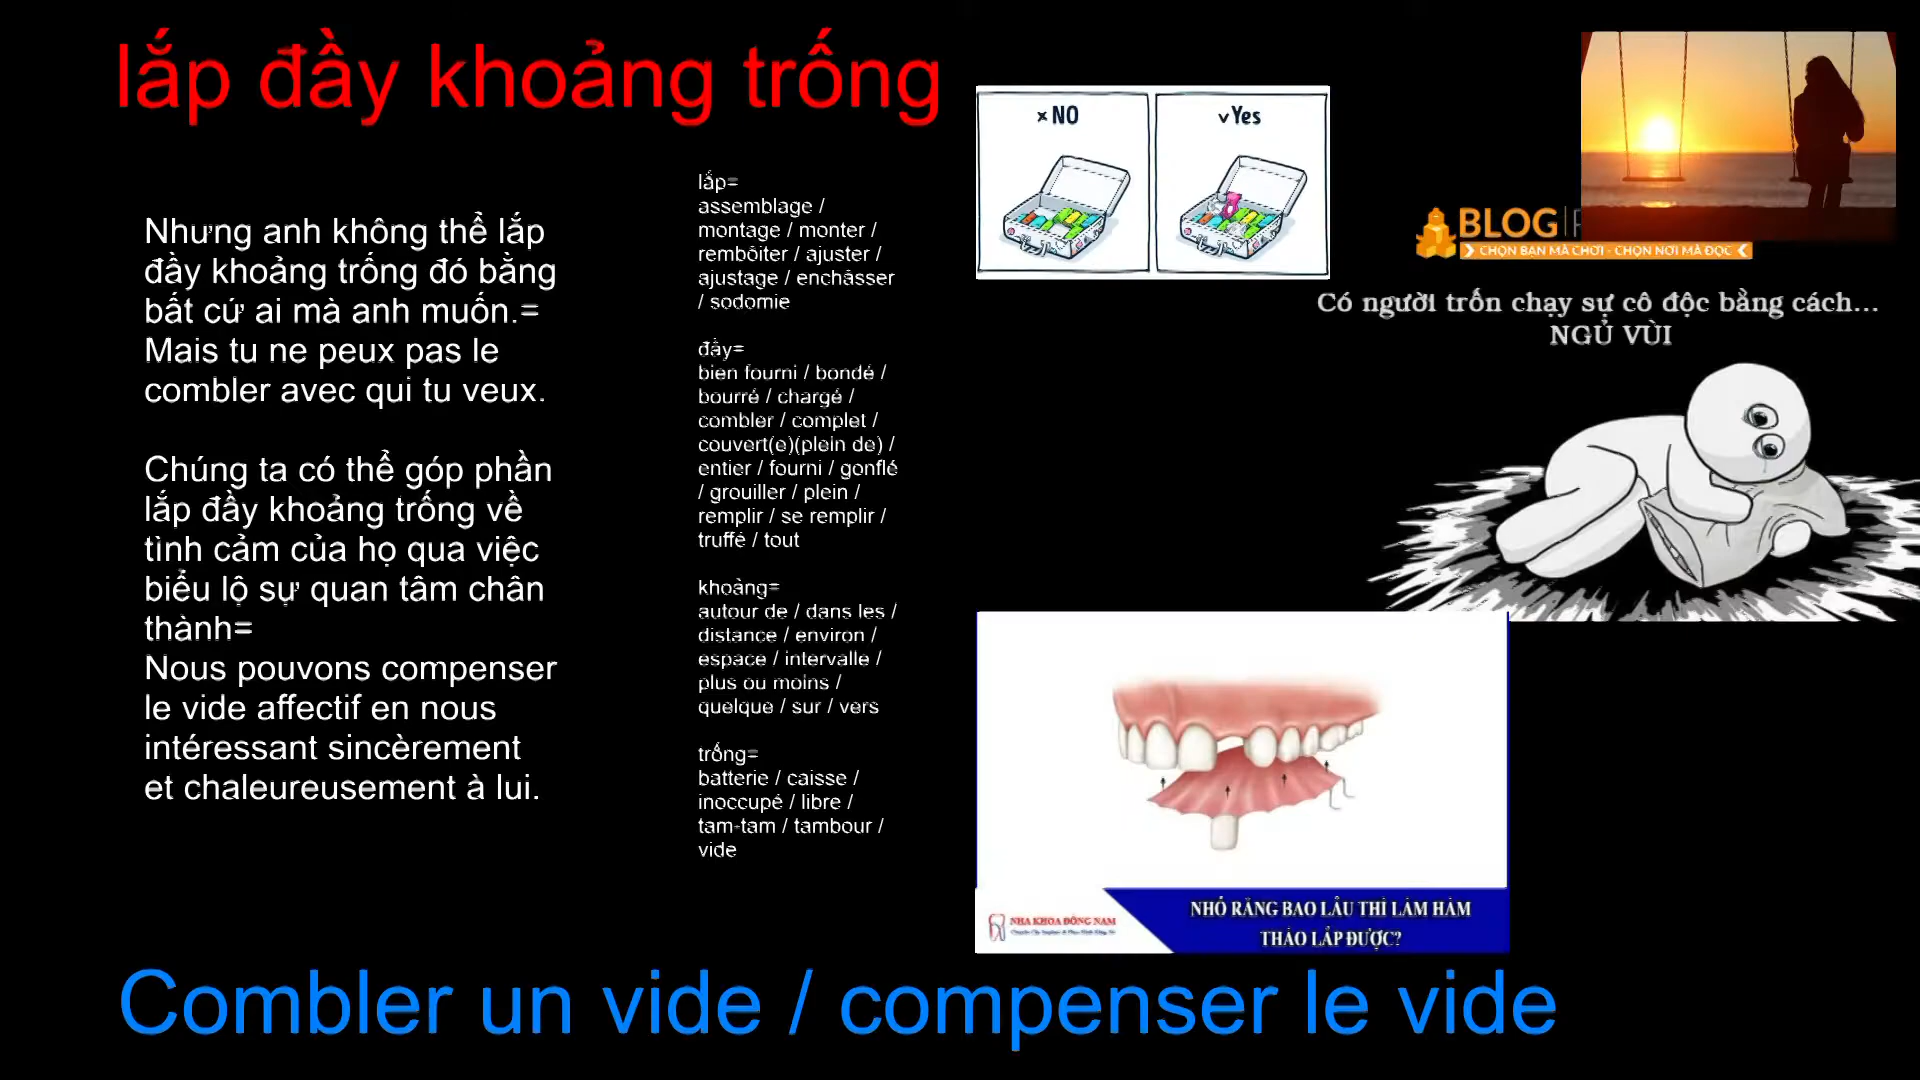 lắp đầy khoảng trống
Nhưng anh không thể lắp
đầy khoảng trống đó bằng
bất cứ ai mà anh muốn.=
Mais tu ne peux pas le
combler avec qui tu veux.
Chúng ta có thể góp phần
lắp đầy khoảng trống về
tình cảm của họ qua việc
biểu lộ sự quan tâm chân
thành=
Nous pouvons compenser
le vide affectif en nous
intéressant sincèrement
et chaleureusement à lui.
lắp=
assemblage /
montage / monter /
rembôiter / ajuster /
ajustage / enchâsser
/ sodomie
đầy=
bien fourni / bondé /
bourré / chargé /
combler / complet /
couvert(e)(plein de) /
entier / fourni / gonflé
/ grouiller / plein /
remplir / se remplir /
truffé / tout
khoảng=
autour de / dans les /
distance / environ /
espace / intervalle /
plus ou moins /
quelque / sur / vers
trống=
batterie / caisse /
inoccupé / libre /
tam-tam / tambour /
vide
× NO
✓Yes
BLOG
CHỌN BẠN MÀ CHƠI - CHỌN NƠI MÀ ĐỌC
Có người trốn chạy sự cô độc bằng cách...
NGỦ VÙI
NHA KHOA ĐÔNG NAM
NHỔ RĂNG BAO LÂU THÌ LÀM HÀM
THÁO LẮP ĐƯỢC?
Combler un vide / compenser le vide